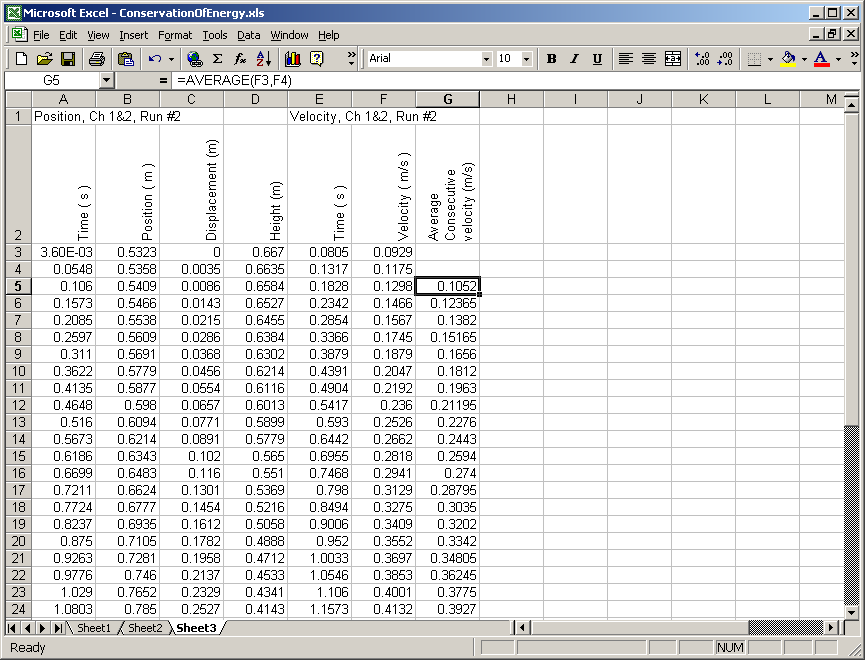 Microsoft Excel - ConservationOfEnergy.xls
File Edit View Insert Format Tools Data Window Help
Arial 10 B I U
G5 = =AVERAGE(F3,F4)
A B C D E F G H I J K L M
1 Position, Ch 1&2, Run #2 Velocity, Ch 1&2, Run #2
2 Time ( s ) Position ( m ) Displacement (m) Height (m) Time ( s ) Velocity ( m/s ) Average Consecutive velocity (m/s)
3 3.60E-03 0.5323 0 0.667 0.0805 0.0929
4 0.0548 0.5358 0.0035 0.6635 0.1317 0.1175
5 0.106 0.5409 0.0086 0.6584 0.1828 0.1298 0.1052
6 0.1573 0.5466 0.0143 0.6527 0.2342 0.1466 0.12365
7 0.2085 0.5538 0.0215 0.6455 0.2854 0.1567 0.1382
8 0.2597 0.5609 0.0286 0.6384 0.3366 0.1745 0.15165
9 0.311 0.5691 0.0368 0.6302 0.3879 0.1879 0.1656
10 0.3622 0.5779 0.0456 0.6214 0.4391 0.2047 0.1812
11 0.4135 0.5877 0.0554 0.6116 0.4904 0.2192 0.1963
12 0.4648 0.598 0.0657 0.6013 0.5417 0.236 0.21195
13 0.516 0.6094 0.0771 0.5899 0.593 0.2526 0.2276
14 0.5673 0.6214 0.0891 0.5779 0.6442 0.2662 0.2443
15 0.6186 0.6343 0.102 0.565 0.6955 0.2818 0.2594
16 0.6699 0.6483 0.116 0.551 0.7468 0.2941 0.274
17 0.7211 0.6624 0.1301 0.5369 0.798 0.3129 0.28795
18 0.7724 0.6777 0.1454 0.5216 0.8494 0.3275 0.3035
19 0.8237 0.6935 0.1612 0.5058 0.9006 0.3409 0.3202
20 0.875 0.7105 0.1782 0.4888 0.952 0.3552 0.3342
21 0.9263 0.7281 0.1958 0.4712 1.0033 0.3697 0.34805
22 0.9776 0.746 0.2137 0.4533 1.0546 0.3853 0.36245
23 1.029 0.7652 0.2329 0.4341 1.106 0.4001 0.3775
24 1.0803 0.785 0.2527 0.4143 1.1573 0.4132 0.3927
Sheet1 Sheet2 Sheet3
Ready NUM